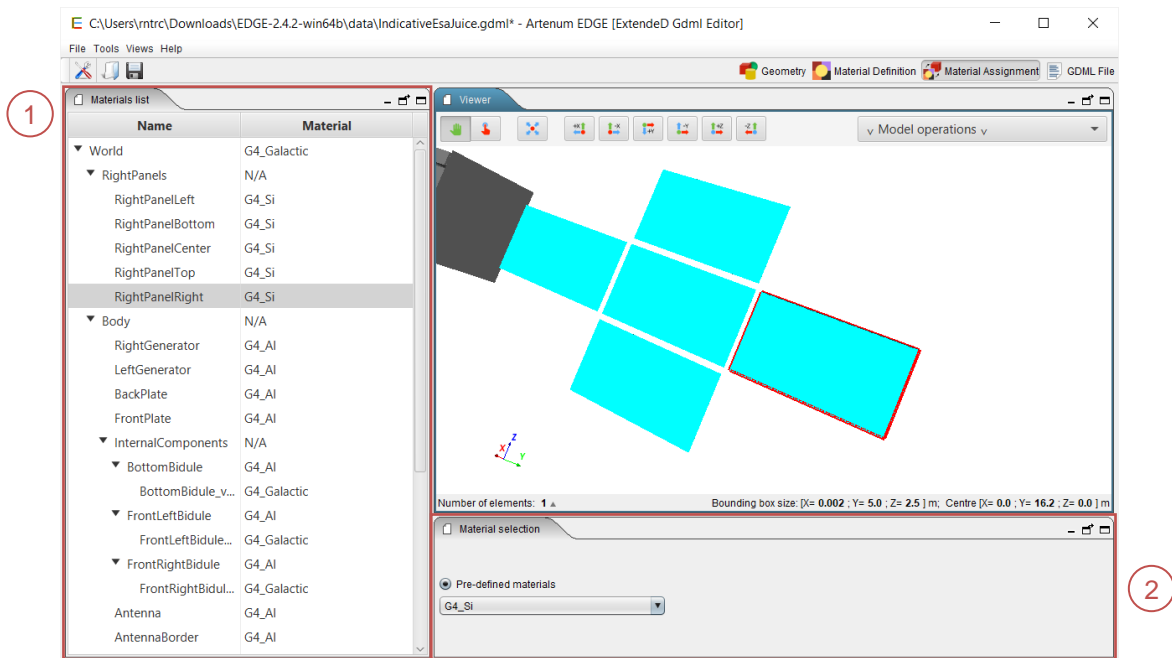 C:\Users\rntrc\Downloads\EDGE-2.4.2-win64b\data\IndicativeEsaJuice.gdml* - Artenum EDGE [ExtendeD Gdml Editor]
File Tools Views Help
Geometry Material Definition Material Assignment GDML File
1
Materials list
Name Material
World G4_Galactic
RightPanels N/A
RightPanelLeft G4_Si
RightPanelBottom G4_Si
RightPanelCenter G4_Si
RightPanelTop G4_Si
RightPanelRight G4_Si
Body N/A
RightGenerator G4_Al
LeftGenerator G4_Al
BackPlate G4_Al
FrontPlate G4_Al
InternalComponents N/A
BottomBidule G4_Al
BottomBidule_v... G4_Galactic
FrontLeftBidule G4_Al
FrontLeftBidule... G4_Galactic
FrontRightBidule G4_Al
FrontRightBidul... G4_Galactic
Antenna G4_Al
AntennaBorder G4_Al
Viewer
+X -X +Y -Y +Z -Z
v Model operations v
Z
X
Y
Number of elements: 1 Bounding box size: [X= 0.002 ; Y= 5.0 ; Z= 2.5 ] m; Centre [X= 0.0 ; Y= 16.2 ; Z= 0.0 ] m
Material selection
Pre-defined materials
G4_Si
2